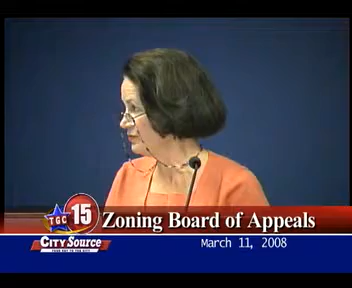 TGC 15
Zoning Board of Appeals
CITY SOURCE
March 11, 2008